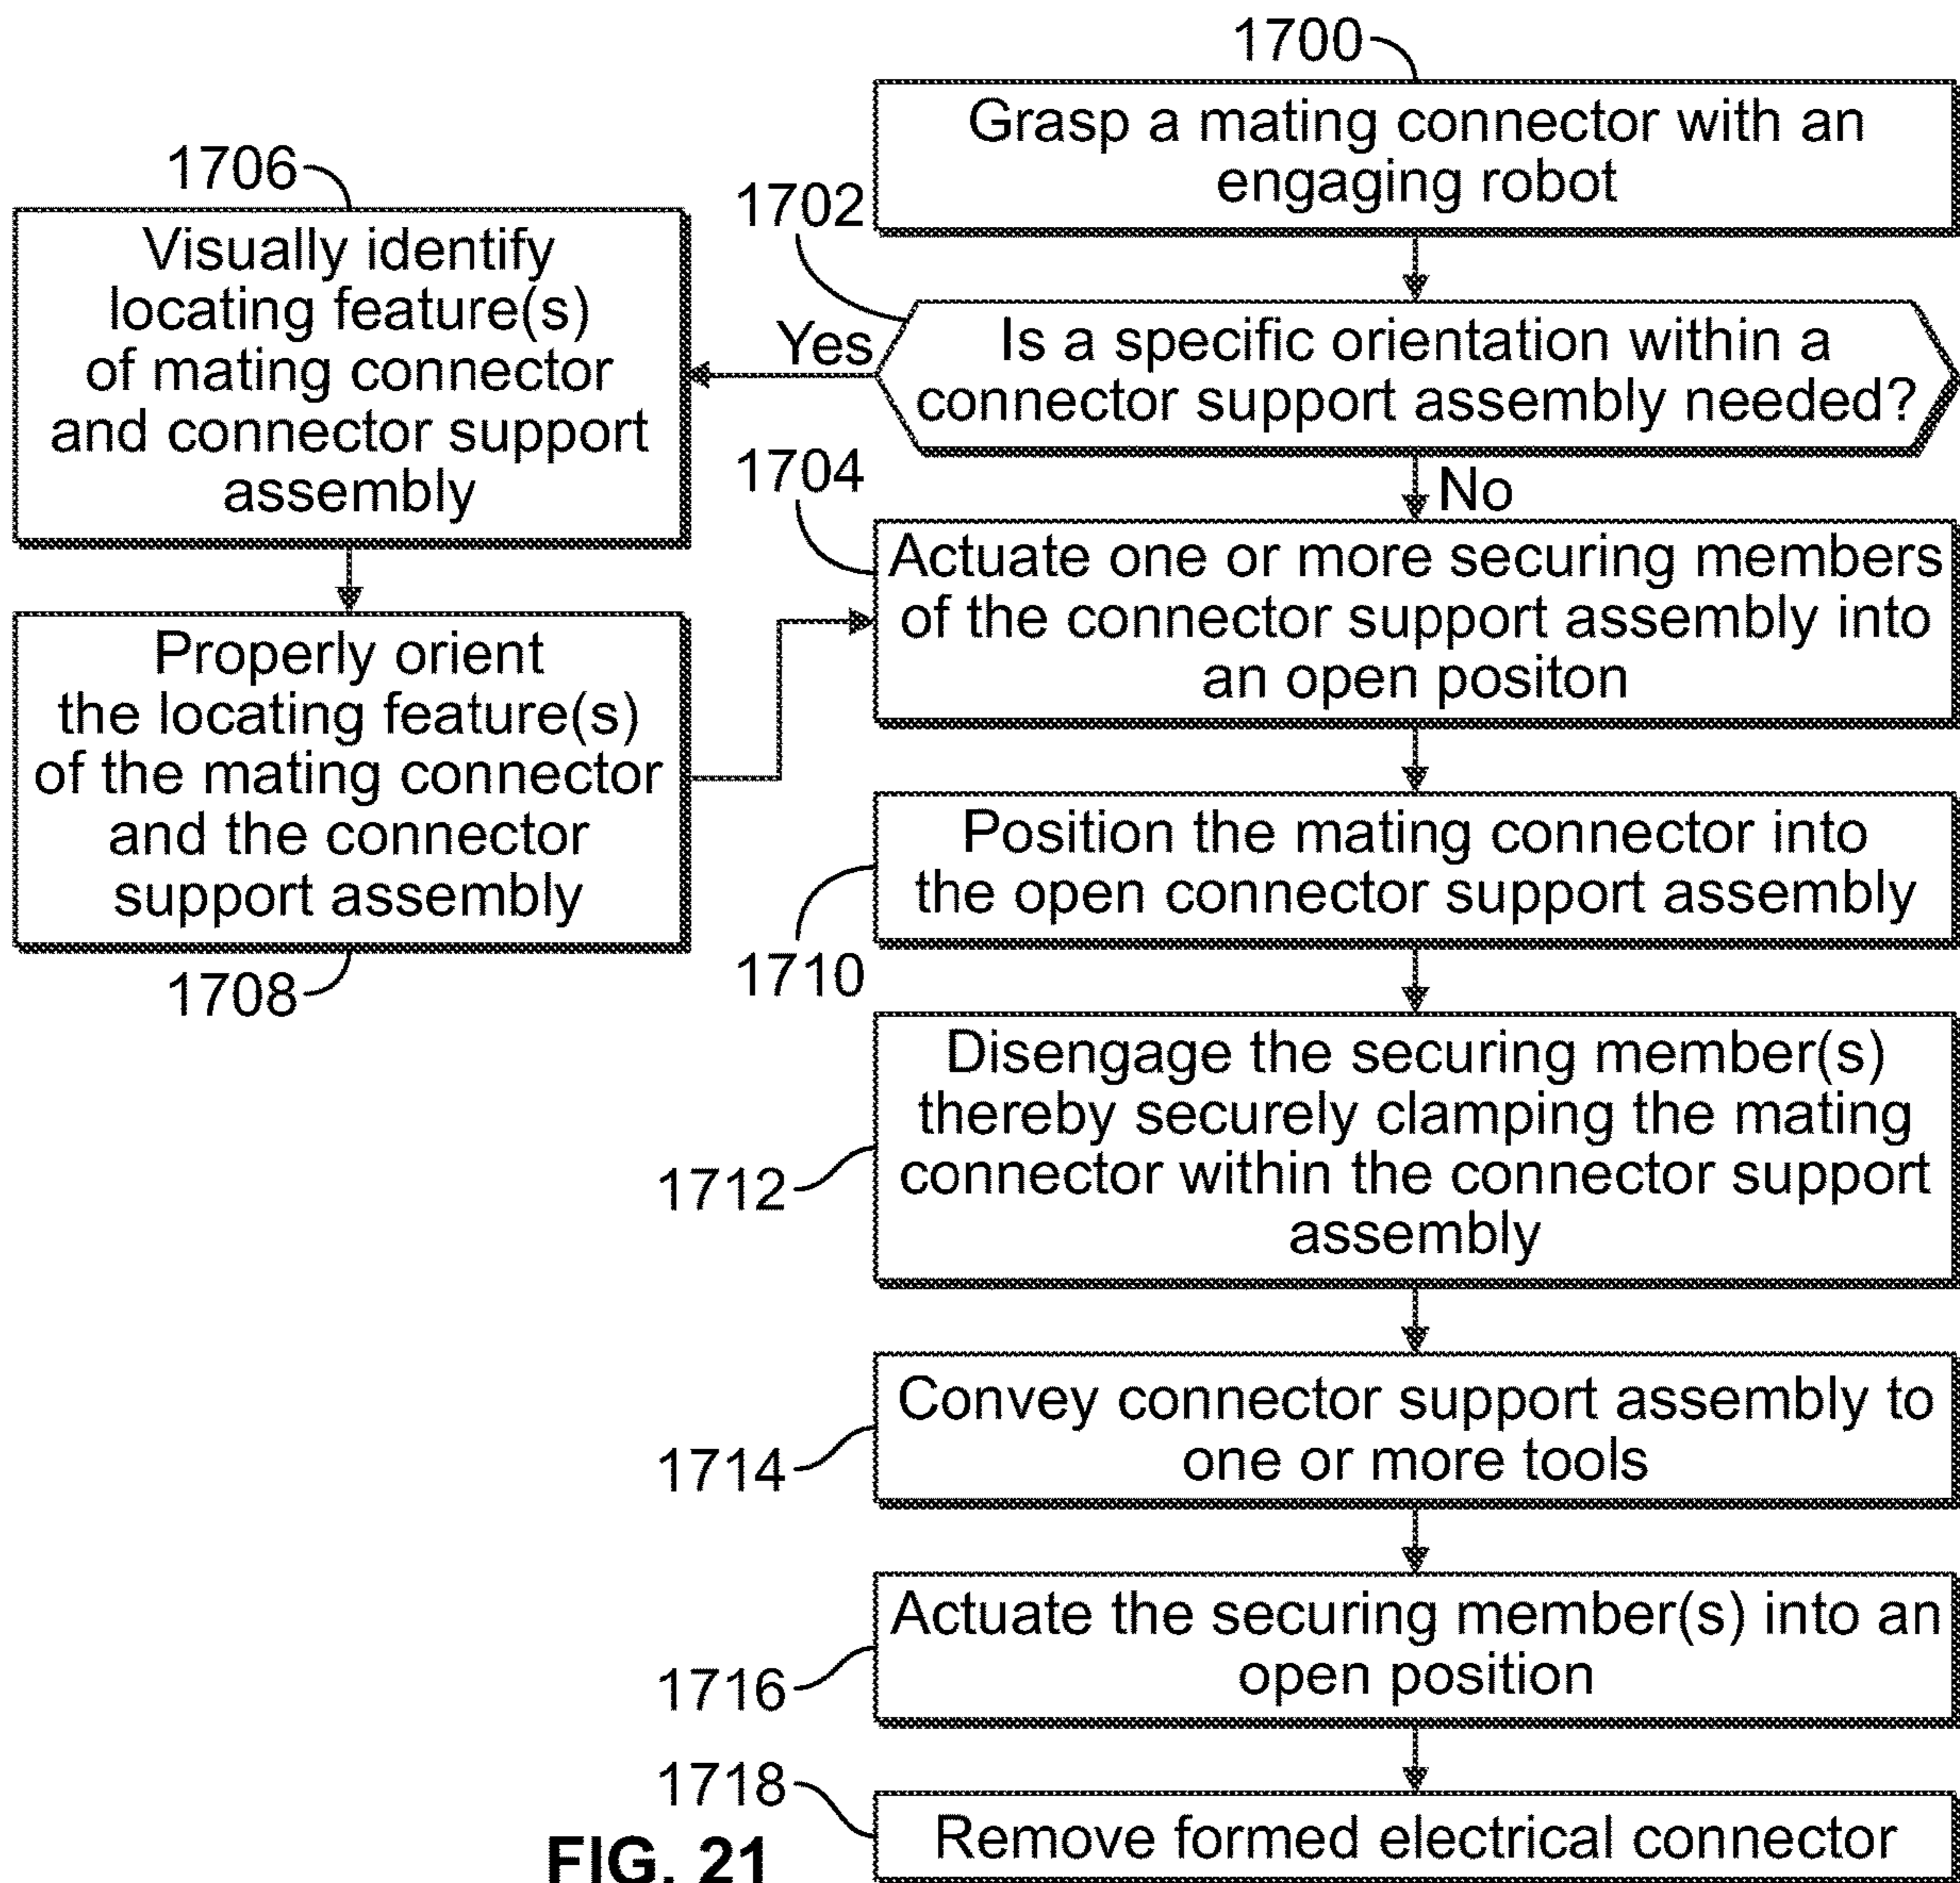 1700
Grasp a mating connector with an
engaging robot
1702
Is a specific orientation within a
connector support assembly needed?
Yes
No
1706
Visually identify
locating feature(s)
of mating connector
and connector support
assembly
Properly orient
the locating feature(s)
of the mating connector
and the connector
support assembly
1708
1704
Actuate one or more securing members
of the connector support assembly into
an open positon
Position the mating connector into
the open connector support assembly
1710
Disengage the securing member(s)
thereby securely clamping the mating
connector within the connector support
assembly
1712
Convey connector support assembly to
one or more tools
1714
Actuate the securing member(s) into an
open position
1716
1718
Remove formed electrical connector
FIG. 21